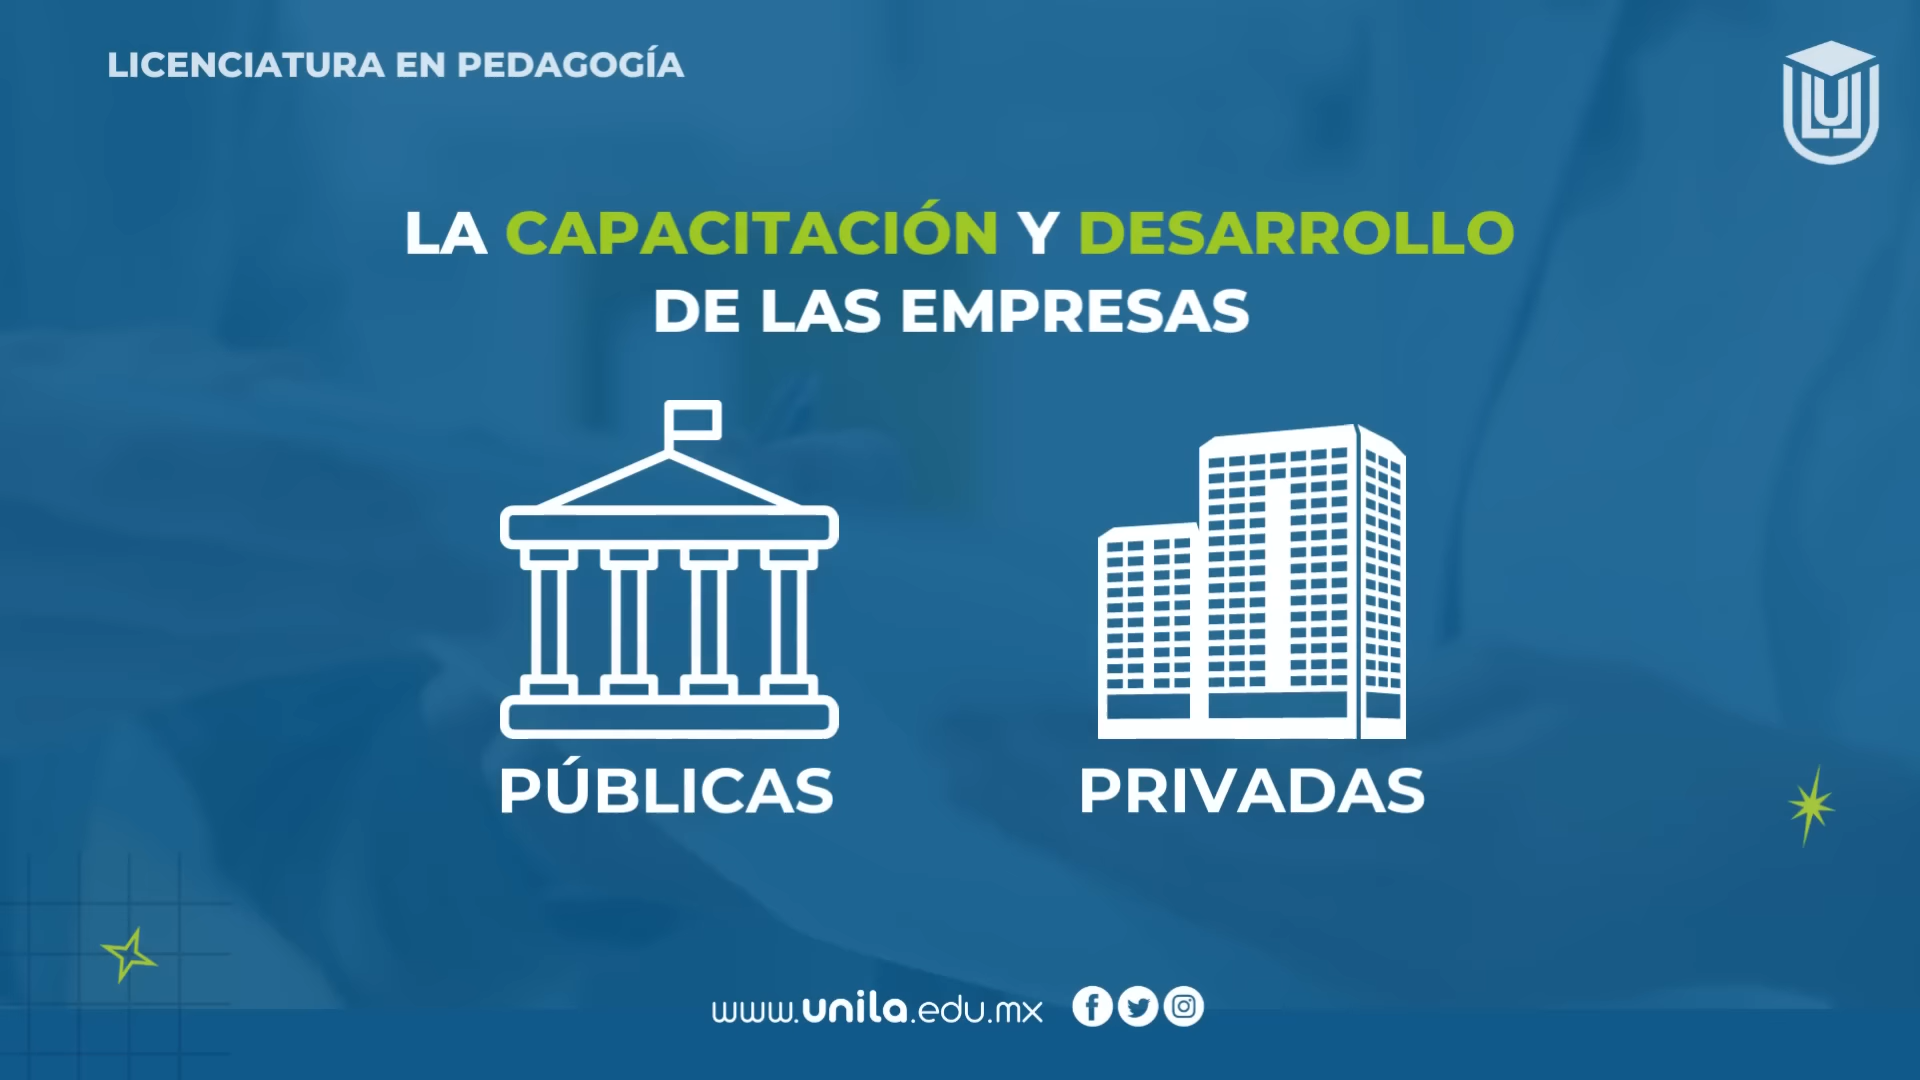 LICENCIATURA EN PEDAGOGÍA
LA CAPACITACIÓN Y DESARROLLO
DE LAS EMPRESAS
PÚBLICAS
PRIVADAS
www.unila.edu.mx